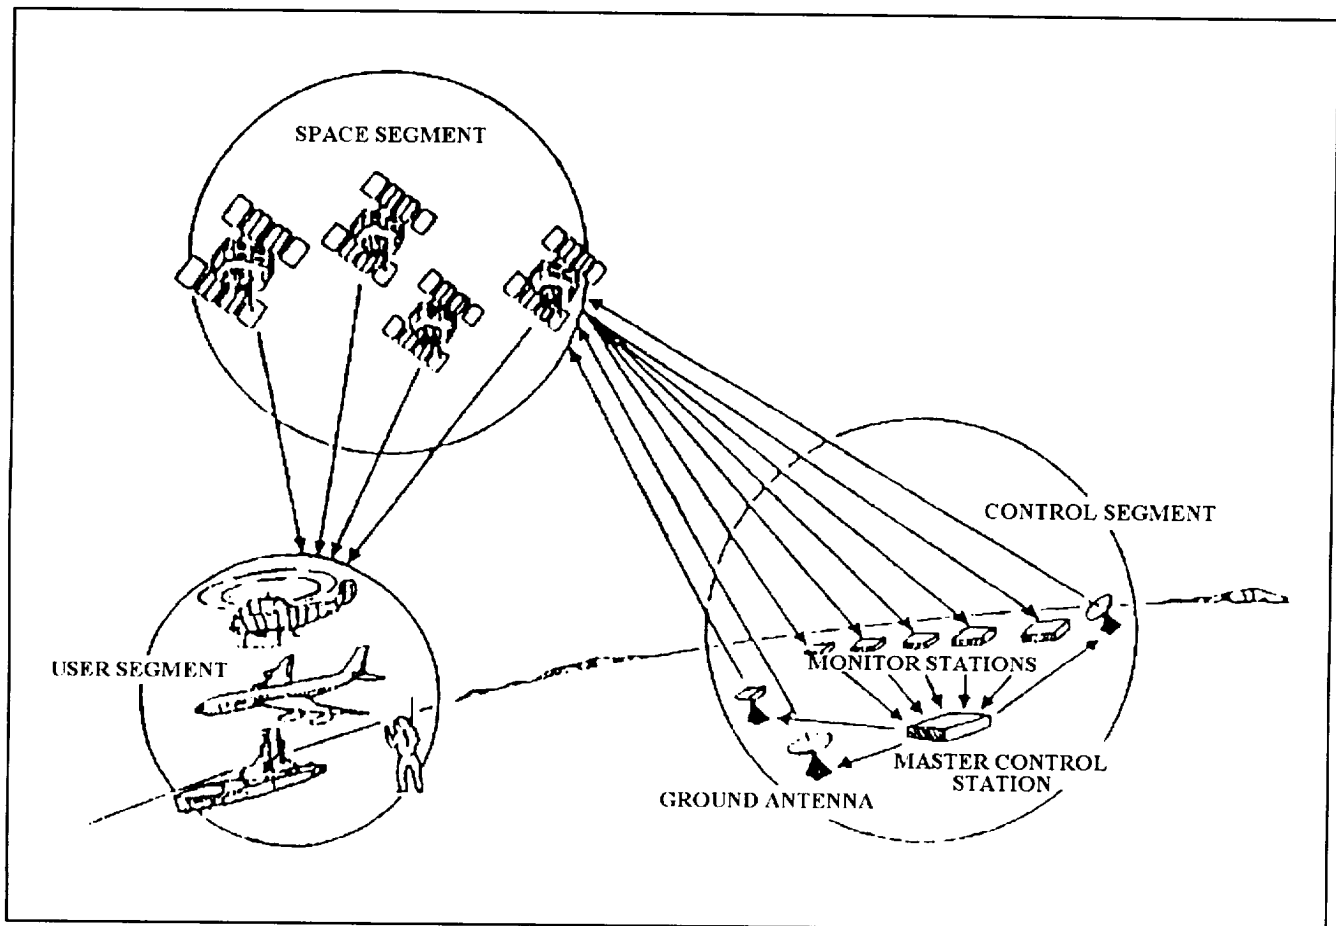 SPACE SEGMENT
CONTROL SEGMENT
USER SEGMENT
MONITOR STATIONS
MASTER CONTROL
STATION
GROUND ANTENNA